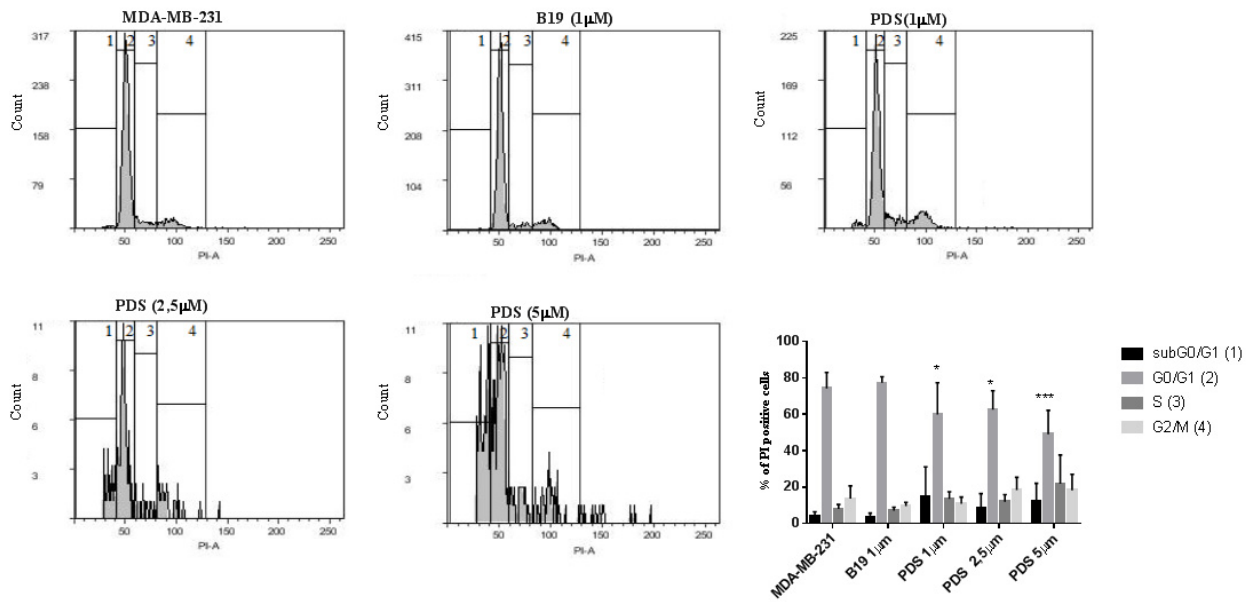 MDA-MB-231
317
238
158
79
1 2 3 4
Count
50 100 150 200 250
PI-A
B19 (1µM)
415
311
208
104
1 2 3 4
Count
50 100 150 200 250
PI-A
PDS(1µM)
225
169
112
56
1 2 3 4
Count
50 100 150 200 250
PI-A
PDS (2,5µM)
11
8
6
3
1 2 3 4
Count
50 100 150 200 250
PI-A
PDS (5µM)
11
8
6
3
1 2 3 4
Count
50 100 150 200 250
PI-A
% of PI positive cells
100
80
60
40
20
0
* * ***
MDA-MB-231
B19 1µm
PDS 1µm
PDS 2,5µm
PDS 5µm
subG0/G1 (1)
G0/G1 (2)
S (3)
G2/M (4)